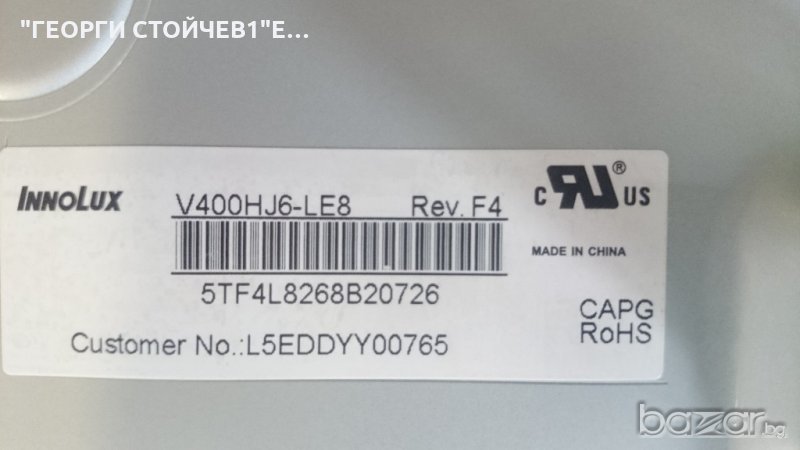 "ГЕОРГИ СТОЙЧЕВ1"Е...
INNOLUX
V400HJ6-LE8 Rev. F4
C UR ® US
MADE IN CHINA
5TF4L8268B20726
CAPG
RoHS
Customer No.:L5EDDYY00765
bazar.bg